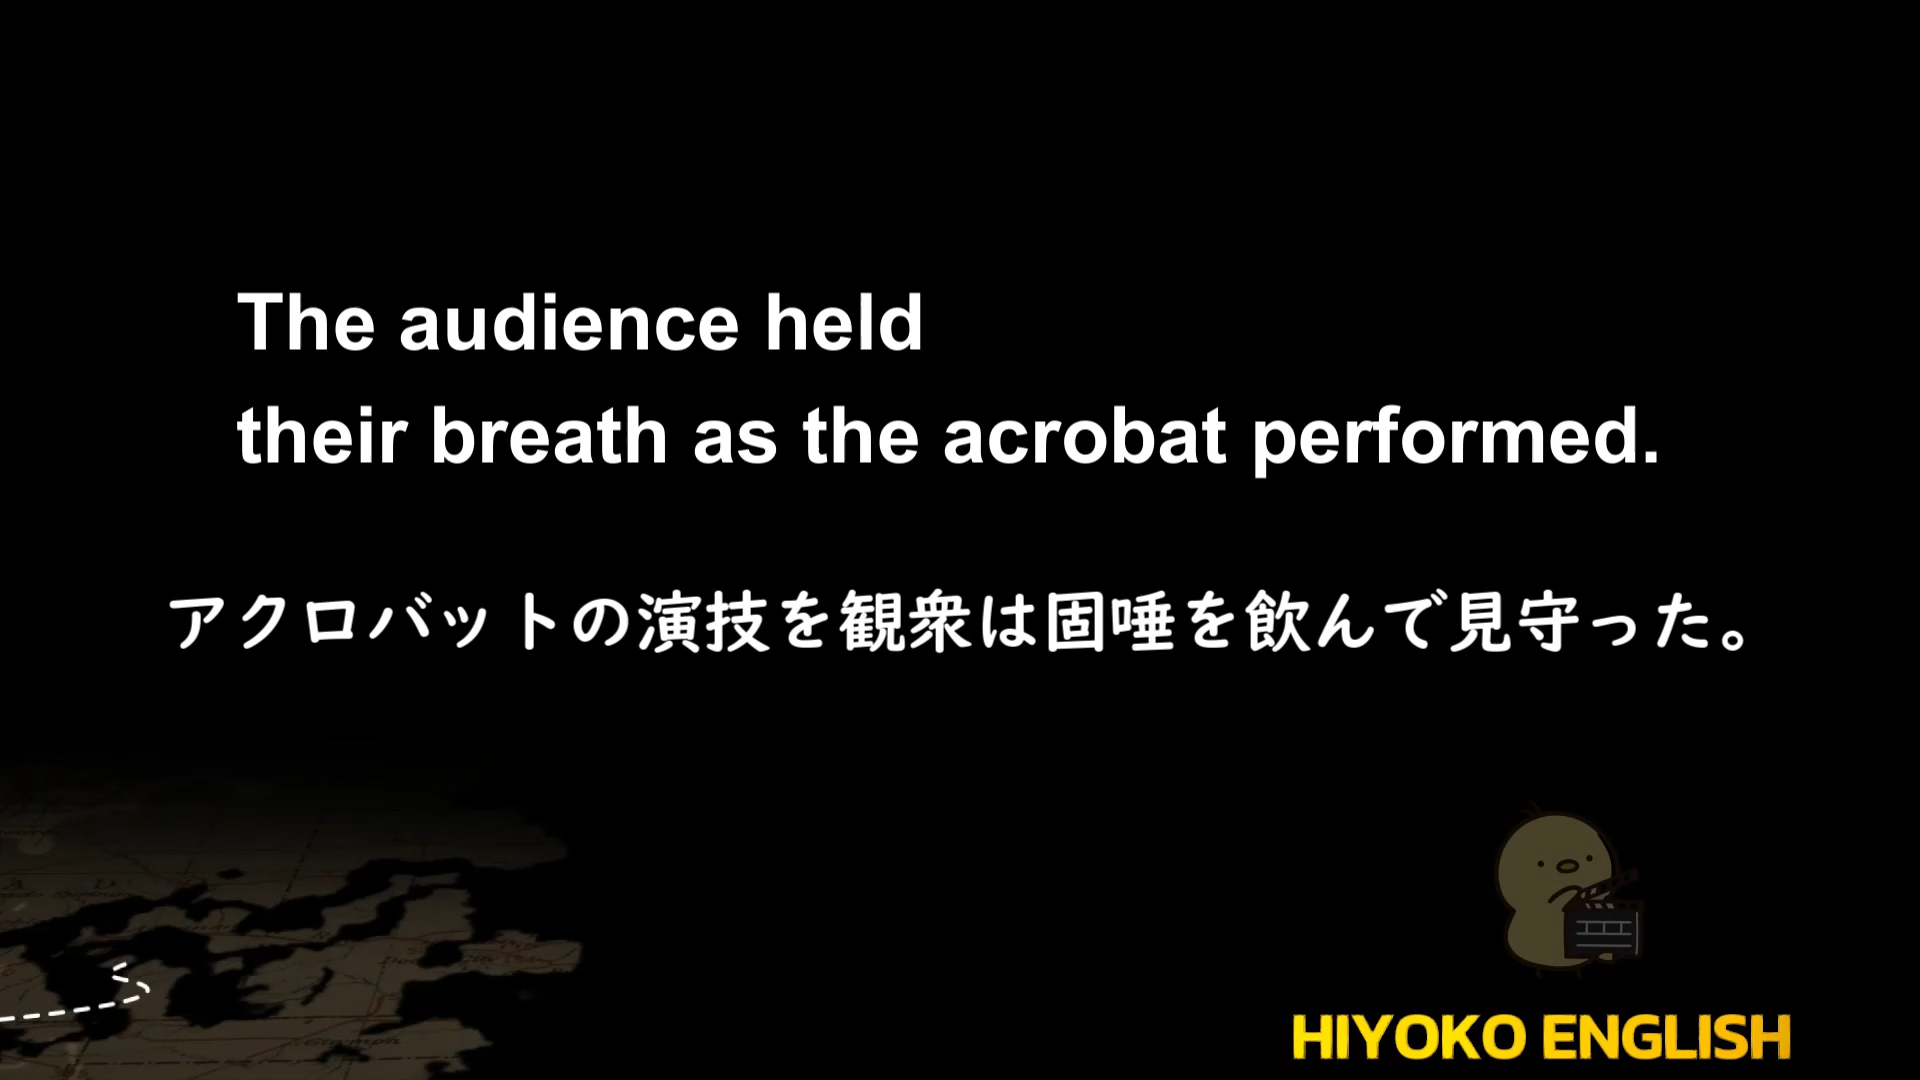 The audience held
their breath as the acrobat performed.
アクロバットの演技を観衆は固唾を飲んで見守った。
HIYOKO ENGLISH